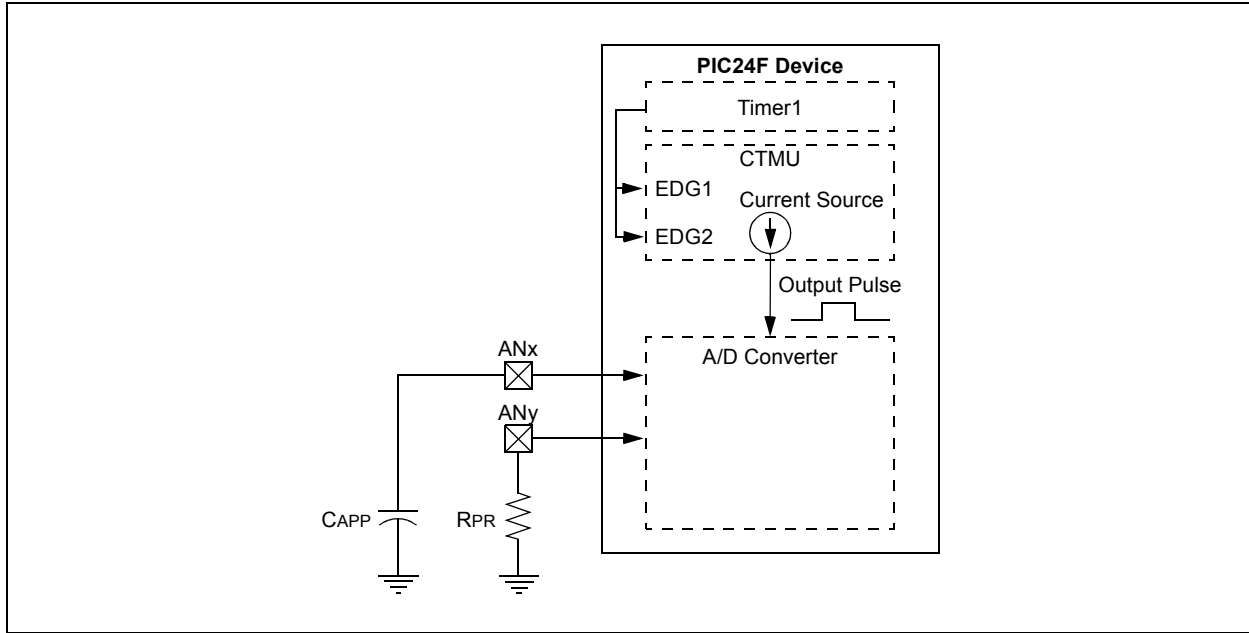 PIC24F Device
Timer1
CTMU
EDG1
Current Source
EDG2
Output Pulse
ANx
A/D Converter
ANy
CAPP
RPR